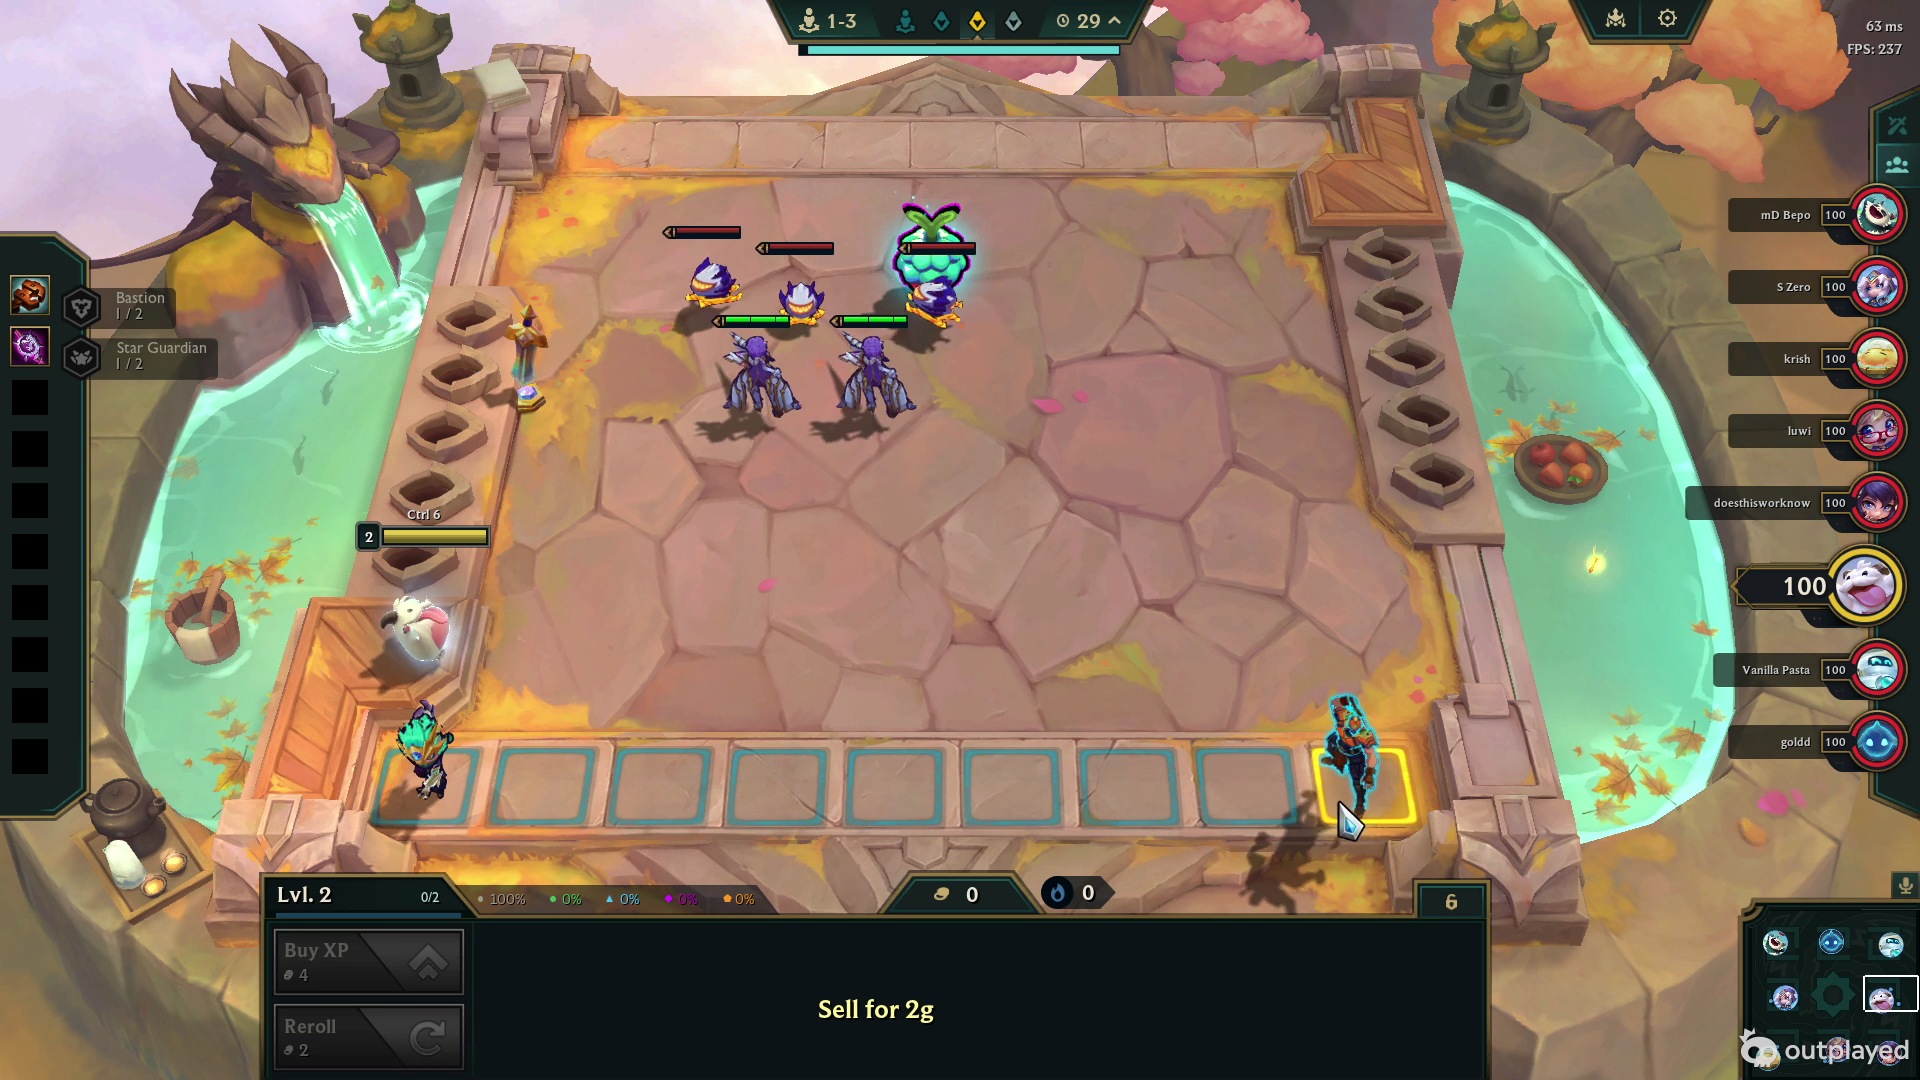 1-3
29
63 ms
FPS: 237
Bastion
1 / 2
Star Guardian
1 / 2
mD Bepo 100
S Zero 100
krish 100
luwi 100
doesthisworknow 100
100
Vanilla Pasta 100
goldd 100
Ctrl 6
2
Lvl. 2
0/2
100% 0% 0% 0% 0%
0
0
6
Buy XP
4
Reroll
2
Sell for 2g
outplayed